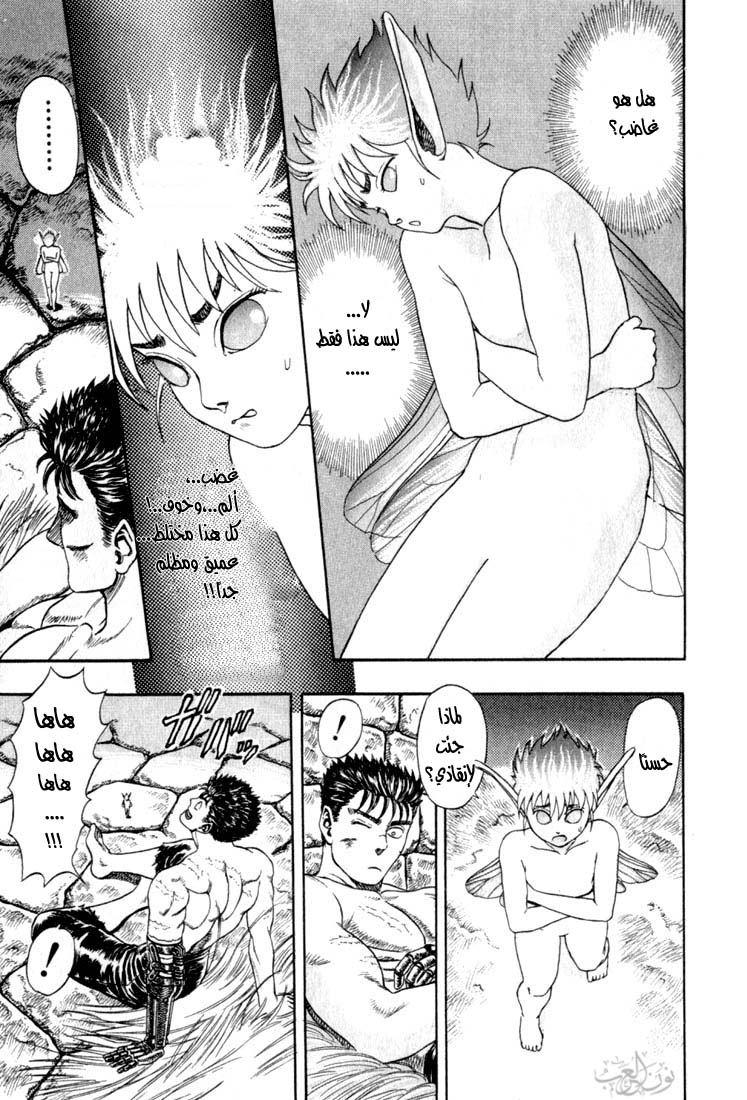 هل هو
غاضب؟
لا...
ليس هذا فقط
.....
غضب...
ألم...وخوف..!
كل هذا مختلط...
عميق ومظلم
جداً!!
........
حسنًا
لماذا
جئت
لإنقاذي؟
!
هاها
هاها
هاها
....
!!!
!